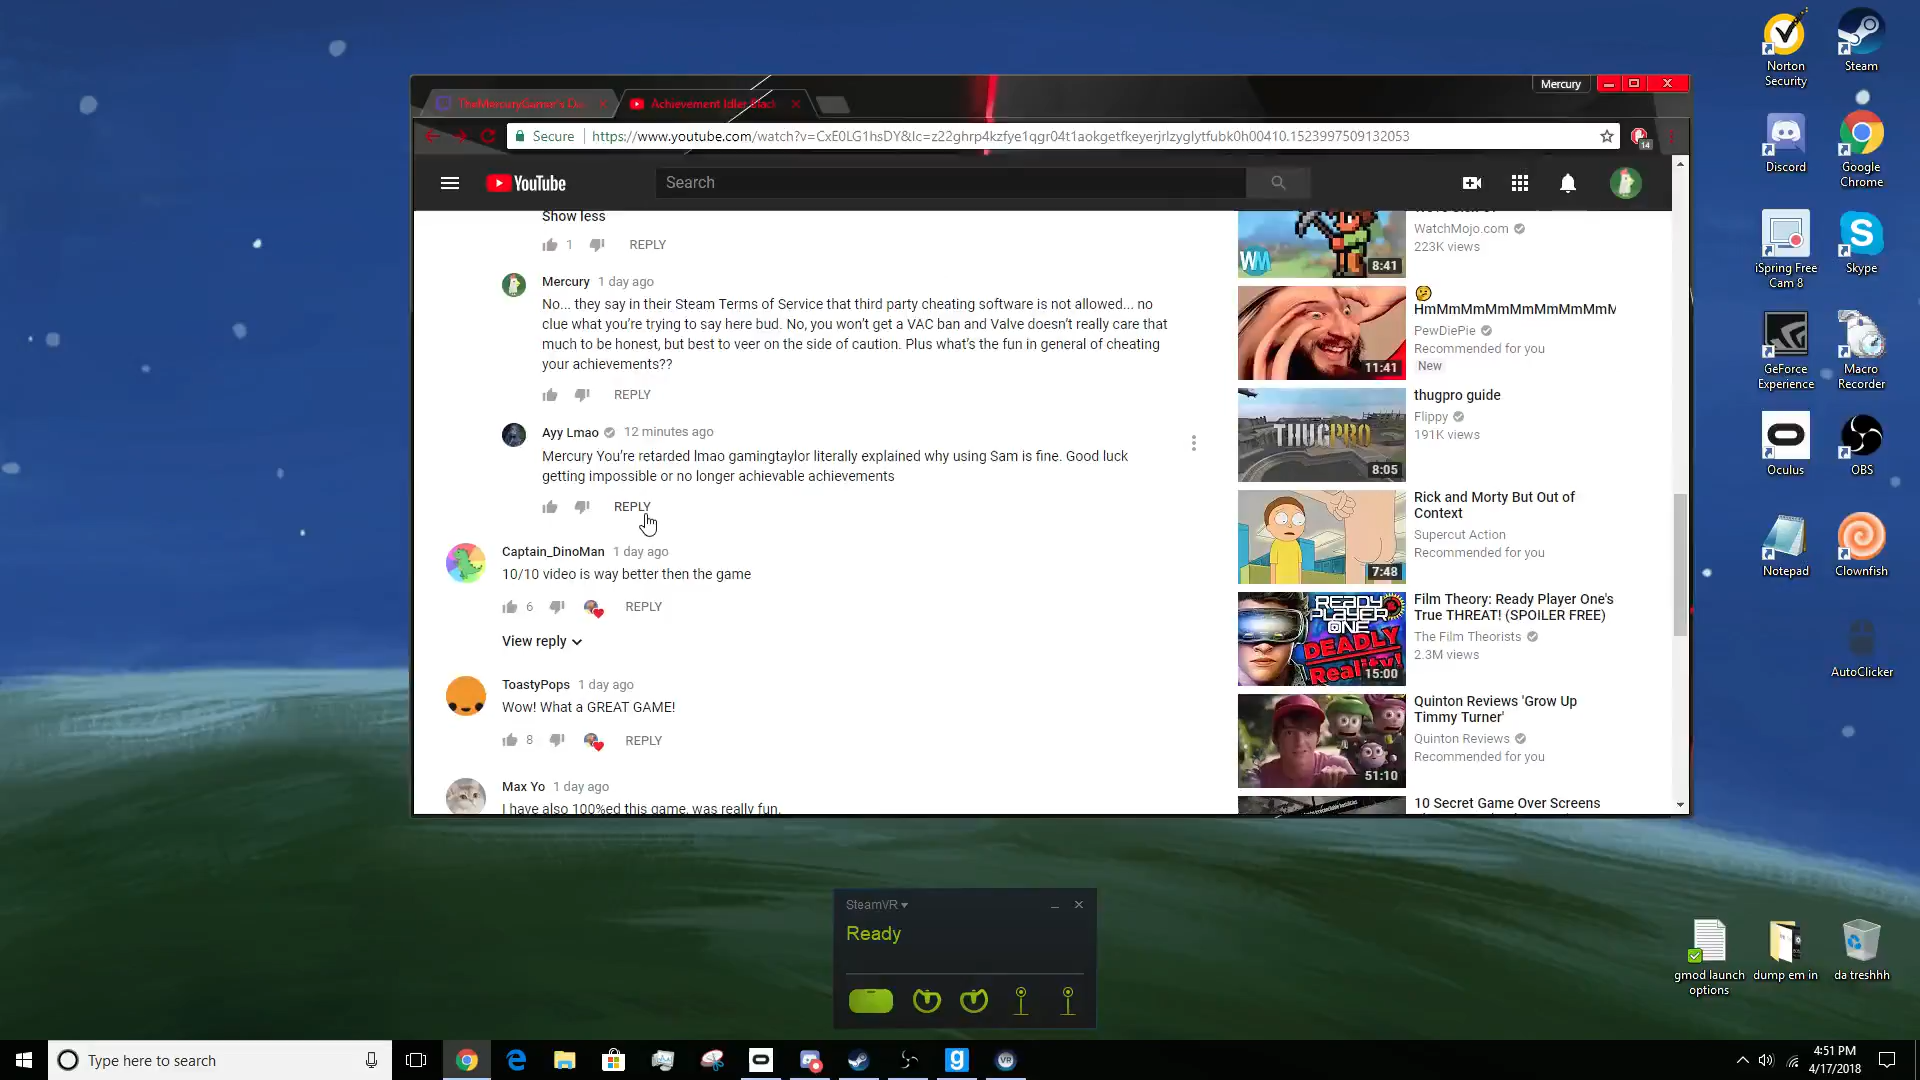 Norton
Security
Steam
Mercury
TheMercuryGame's Da
Achievement Idler Black
Secure
https://www.youtube.com/watch?v=CxE0LG1hsDY&lc=z22ghrp4kzfye1qgr04t1aokgetfkeyerjrlzyglytfubk0h00410.1523997509132053
14
YouTube
Search
Show less
1
REPLY
Mercury 1 day ago
No... they say in their Steam Terms of Service that third party cheating software is not allowed... no
clue what you're trying to say here bud. No, you won't get a VAC ban and Valve doesn't really care that
much to be honest, but best to veer on the side of caution. Plus what's the fun in general of cheating
your achievements??
REPLY
Ayy Lmao 12 minutes ago
Mercury You're retarded lmao gamingtaylor literally explained why using Sam is fine. Good luck
getting impossible or no longer achievable achievements
REPLY
Captain_DinoMan 1 day ago
10/10 video is way better then the game
6
REPLY
View reply
ToastyPops 1 day ago
Wow! What a GREAT GAME!
8
REPLY
Max Yo 1 day ago
I have also 100%ed this game, was really fun.
WM
8:41
WatchMojo.com
223K views
11:41
HmMmMmMmMmMmMmM
PewDiePie
Recommended for you
New
THUGPRO
8:05
thugpro guide
Flippy
191K views
7:48
Rick and Morty But Out of
Context
Supercut Action
Recommended for you
READY
PLAYER
ONE
DEADLY
Reality!
15:00
Film Theory: Ready Player One's
True THREAT! (SPOILER FREE)
The Film Theorists
2.3M views
51:10
Quinton Reviews 'Grow Up
Timmy Turner'
Quinton Reviews
Recommended for you
10 Secret Game Over Screens
Discord
Google
Chrome
iSpring Free
Cam 8
Skype
GeForce
Experience
Macro
Recorder
Oculus
OBS
Notepad
Clownfish
AutoClicker
gmod launch
options
dump em in
da treshhh
SteamVR
Ready
Type here to search
VR
4:51 PM
4/17/2018